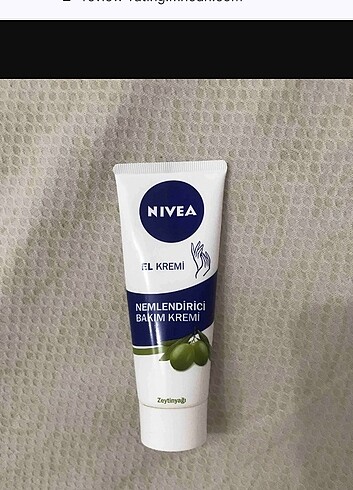 NIVEA
EL KREMİ
NEMLENDİRİCİ
BAKIM KREMİ
Zeytinyağı